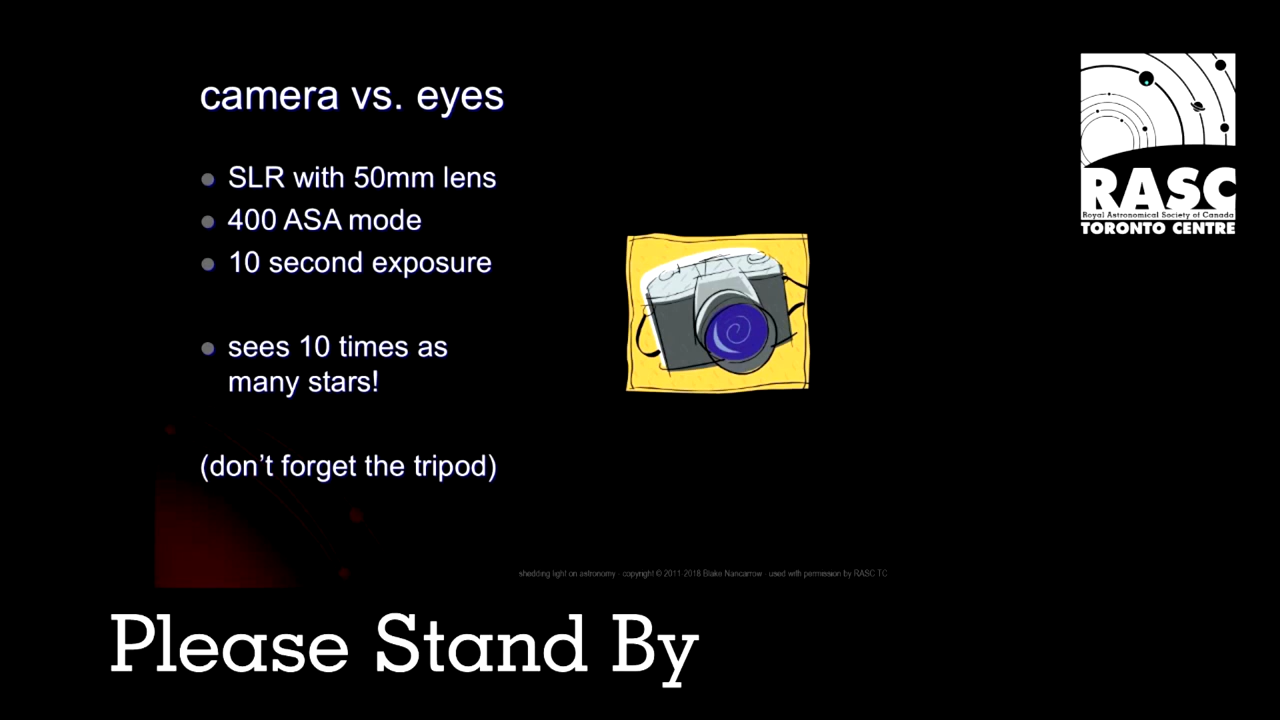 camera vs. eyes
SLR with 50mm lens
400 ASA mode
10 second exposure
sees 10 times as
many stars!
(don't forget the tripod)
shedding light on astronomy - copyright © 2011-2018 Blake Nancarrow - used with permission by RASC TC
RASC
Royal Astronomical Society of Canada
TORONTO CENTRE
Please Stand By